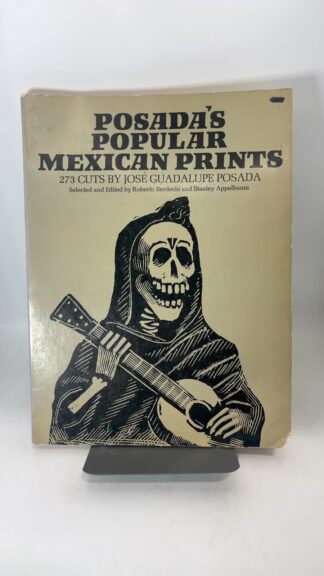 POSADA'S
POPULAR
MEXICAN PRINTS
273 CUTS BY JOSÉ GUADALUPE POSADA
Selected and Edited by Roberto Berdecio and Stanley Appelbaum